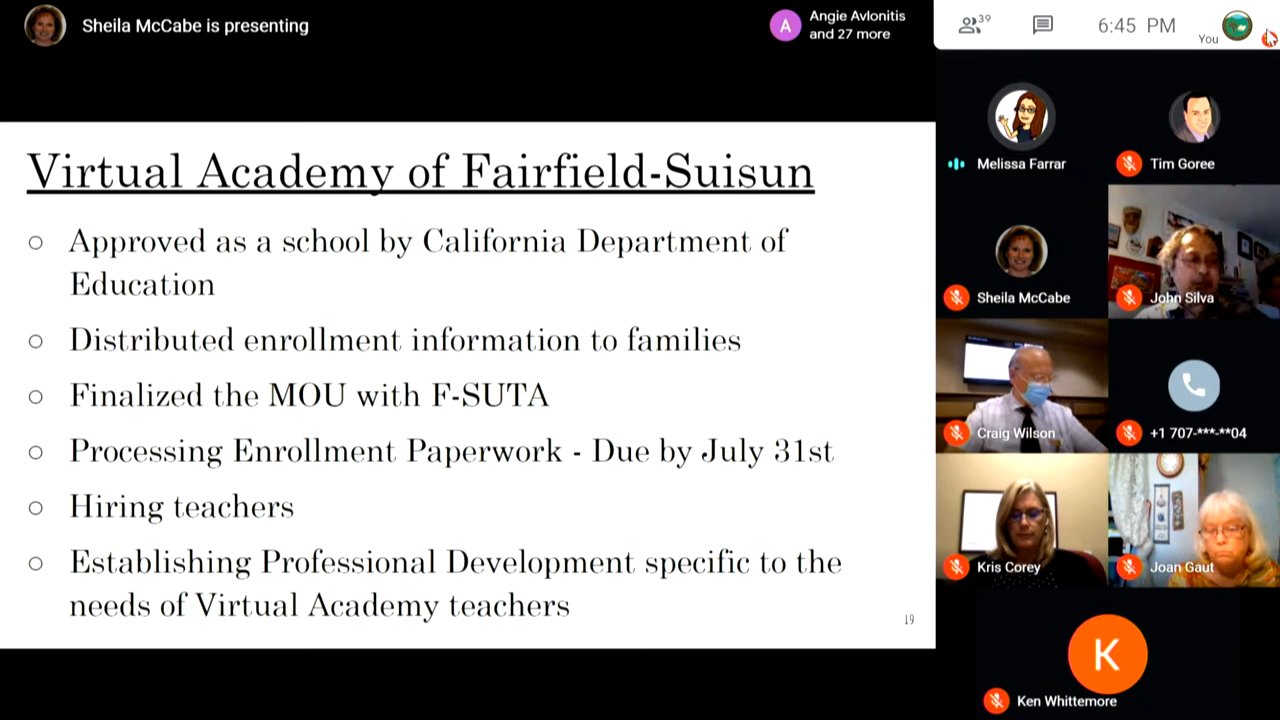 Sheila McCabe is presenting
A
Angie Avlonitis
and 27 more
39
6:45 PM
You
Virtual Academy of Fairfield-Suisun
Approved as a school by California Department of
Education
Distributed enrollment information to families
Finalized the MOU with F-SUTA
Processing Enrollment Paperwork - Due by July 31st
Hiring teachers
Establishing Professional Development specific to the
needs of Virtual Academy teachers
19
Melissa Farrar
Tim Goree
Sheila McCabe
John Silva
Craig Wilson
+1 707-***-**04
Kris Corey
Joan Gaut
K
Ken Whittemore